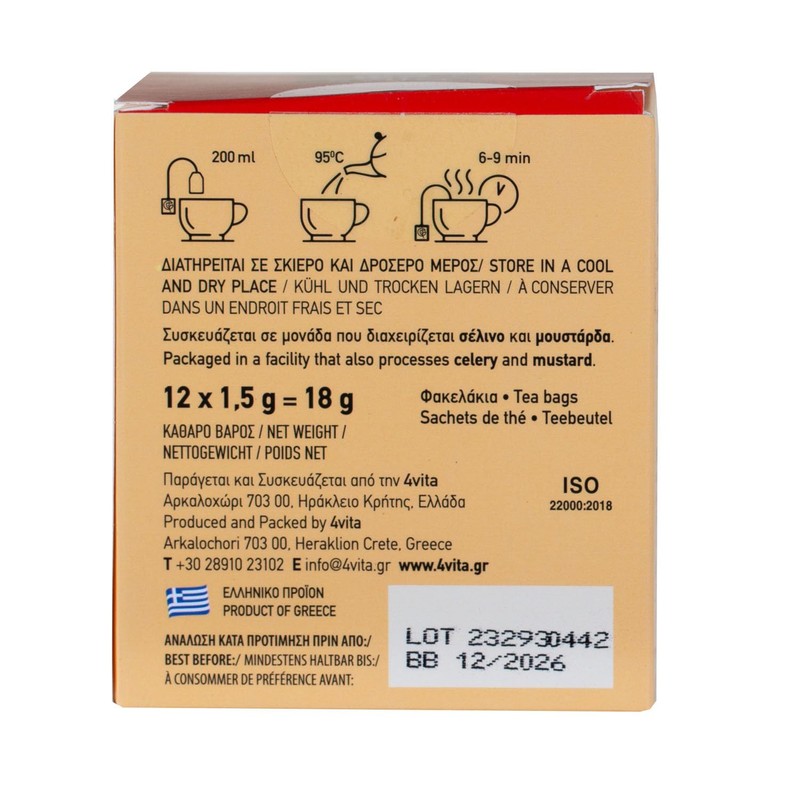 200 ml 95⁰C 6-9 min
ΔΙΑΤΗΡΕΙΤΑΙ ΣΕ ΣΚΙΕΡΟ ΚΑΙ ΔΡΟΣΕΡΟ ΜΕΡΟΣ/ STORE IN A COOL
AND DRY PLACE / KÜHL UND TROCKEN LAGERN / À CONSERVER
DANS UN ENDROIT FRAIS ET SEC
Συσκευάζεται σε μονάδα που διαχειρίζεται σέλινο και μουστάρδα.
Packaged in a facility that also processes celery and mustard.
12 x 1,5 g = 18 g
ΚΑΘΑΡΟ ΒΑΡΟΣ / NET WEIGHT /
NETTOGEWICHT / POIDS NET
Φακελάκια • Tea bags
Sachets de thé • Teebeutel
Παράγεται και Συσκευάζεται από την 4vita
Αρκαλοχώρι 703 00, Ηράκλειο Κρήτης, Ελλάδα
Produced and Packed by 4vita
Arkalochori 703 00, Heraklion Crete, Greece
T +30 28910 23102 E info@4vita.gr www.4vita.gr
ISO
22000:2018
ΕΛΛΗΝΙΚΟ ΠΡΟΪΟΝ
PRODUCT OF GREECE
ΑΝΑΛΩΣΗ ΚΑΤΑ ΠΡΟΤΙΜΗΣΗ ΠΡΙΝ ΑΠΟ:/
BEST BEFORE:/ MINDESTENS HALTBAR BIS:/
À CONSOMMER DE PRÉFÉRENCE AVANT:
LOT 232930442
BB 12/2026